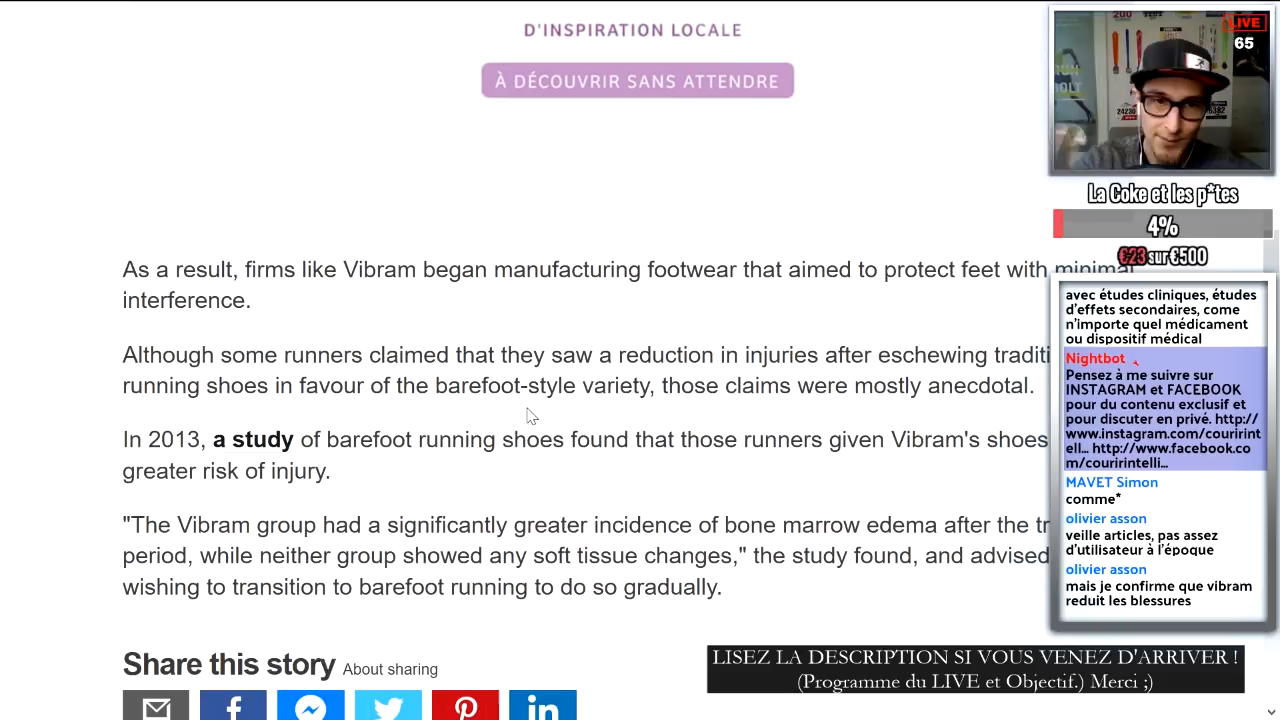 D'INSPIRATION LOCALE
À DÉCOUVRIR SANS ATTENDRE
As a result, firms like Vibram began manufacturing footwear that aimed to protect feet with minimal
interference.
Although some runners claimed that they saw a reduction in injuries after eschewing traditi
running shoes in favour of the barefoot-style variety, those claims were mostly anecdotal.
In 2013, a study of barefoot running shoes found that those runners given Vibram's shoes
greater risk of injury.
"The Vibram group had a significantly greater incidence of bone marrow edema after the tr
period, while neither group showed any soft tissue changes," the study found, and advised
wishing to transition to barefoot running to do so gradually.
Share this story About sharing
LIVE
65
La Coke et les p*tes
4%
€23 sur €500
avec études cliniques, études
d'effets secondaires, come
n'importe quel médicament
ou dispositif médical
Nightbot
Pensez à me suivre sur
INSTAGRAM et FACEBOOK
pour du contenu exclusif et
pour discuter en privé. http://
www.instagram.com/courirint
ell... http://www.facebook.co
m/couririntelli...
MAVET Simon
comme*
olivier asson
veille articles, pas assez
d'utilisateur à l'époque
olivier asson
mais je confirme que vibram
reduit les blessures
LISEZ LA DESCRIPTION SI VOUS VENEZ D'ARRIVER !
(Programme du LIVE et Objectif.) Merci ;)